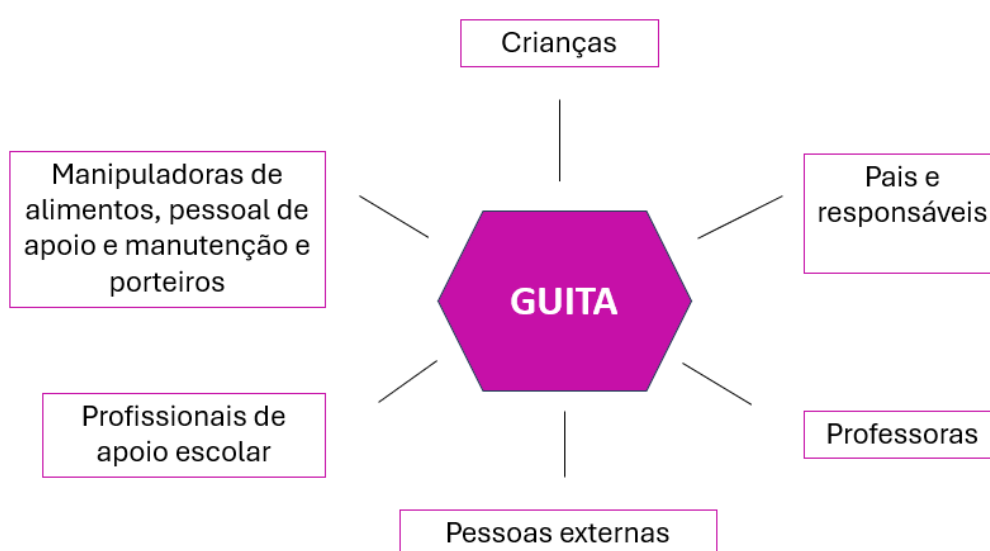 Crianças
Manipuladoras de
alimentos, pessoal de
apoio e manutenção e
porteiros
Pais e
responsáveis
GUITA
Profissionais de
apoio escolar
Professoras
Pessoas externas